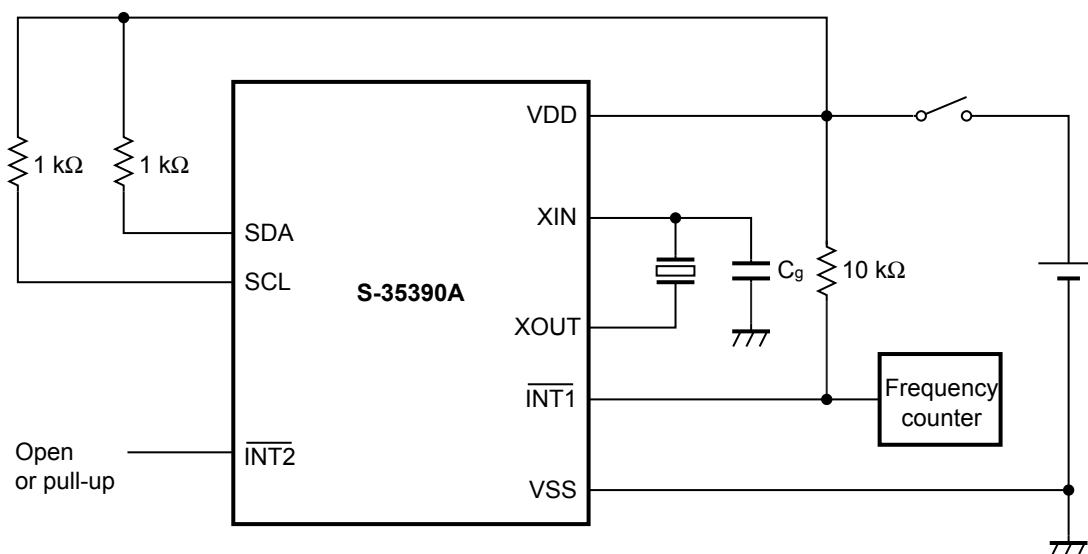 VDD
1 kΩ
1 kΩ
XIN
SDA
Cg
10 kΩ
SCL
S-35390A
XOUT
INT1
Frequency
counter
Open
or pull-up
INT2
VSS